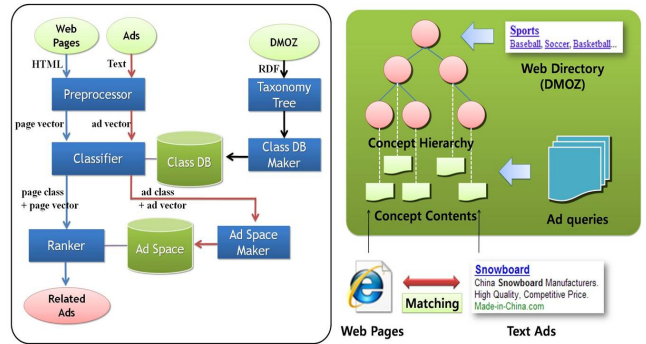 Web
Pages
Ads
DMOZ
HTML
Text
RDF
Preprocessor
Taxonomy
Tree
page vector
ad vector
Classifier
Class DB
Class DB
Maker
page class
+ page vector
ad class
+ ad vector
Ranker
Ad Space
Ad Space
Maker
Related
Ads
Sports
Baseball, Soccer, Basketball...
Web Directory
(DMOZ)
Concept Hierarchy
Concept Contents
Ad queries
Matching
Snowboard
China Snowboard Manufacturers.
High Quality, Competitive Price.
Made-in-China.com
Web Pages
Text Ads